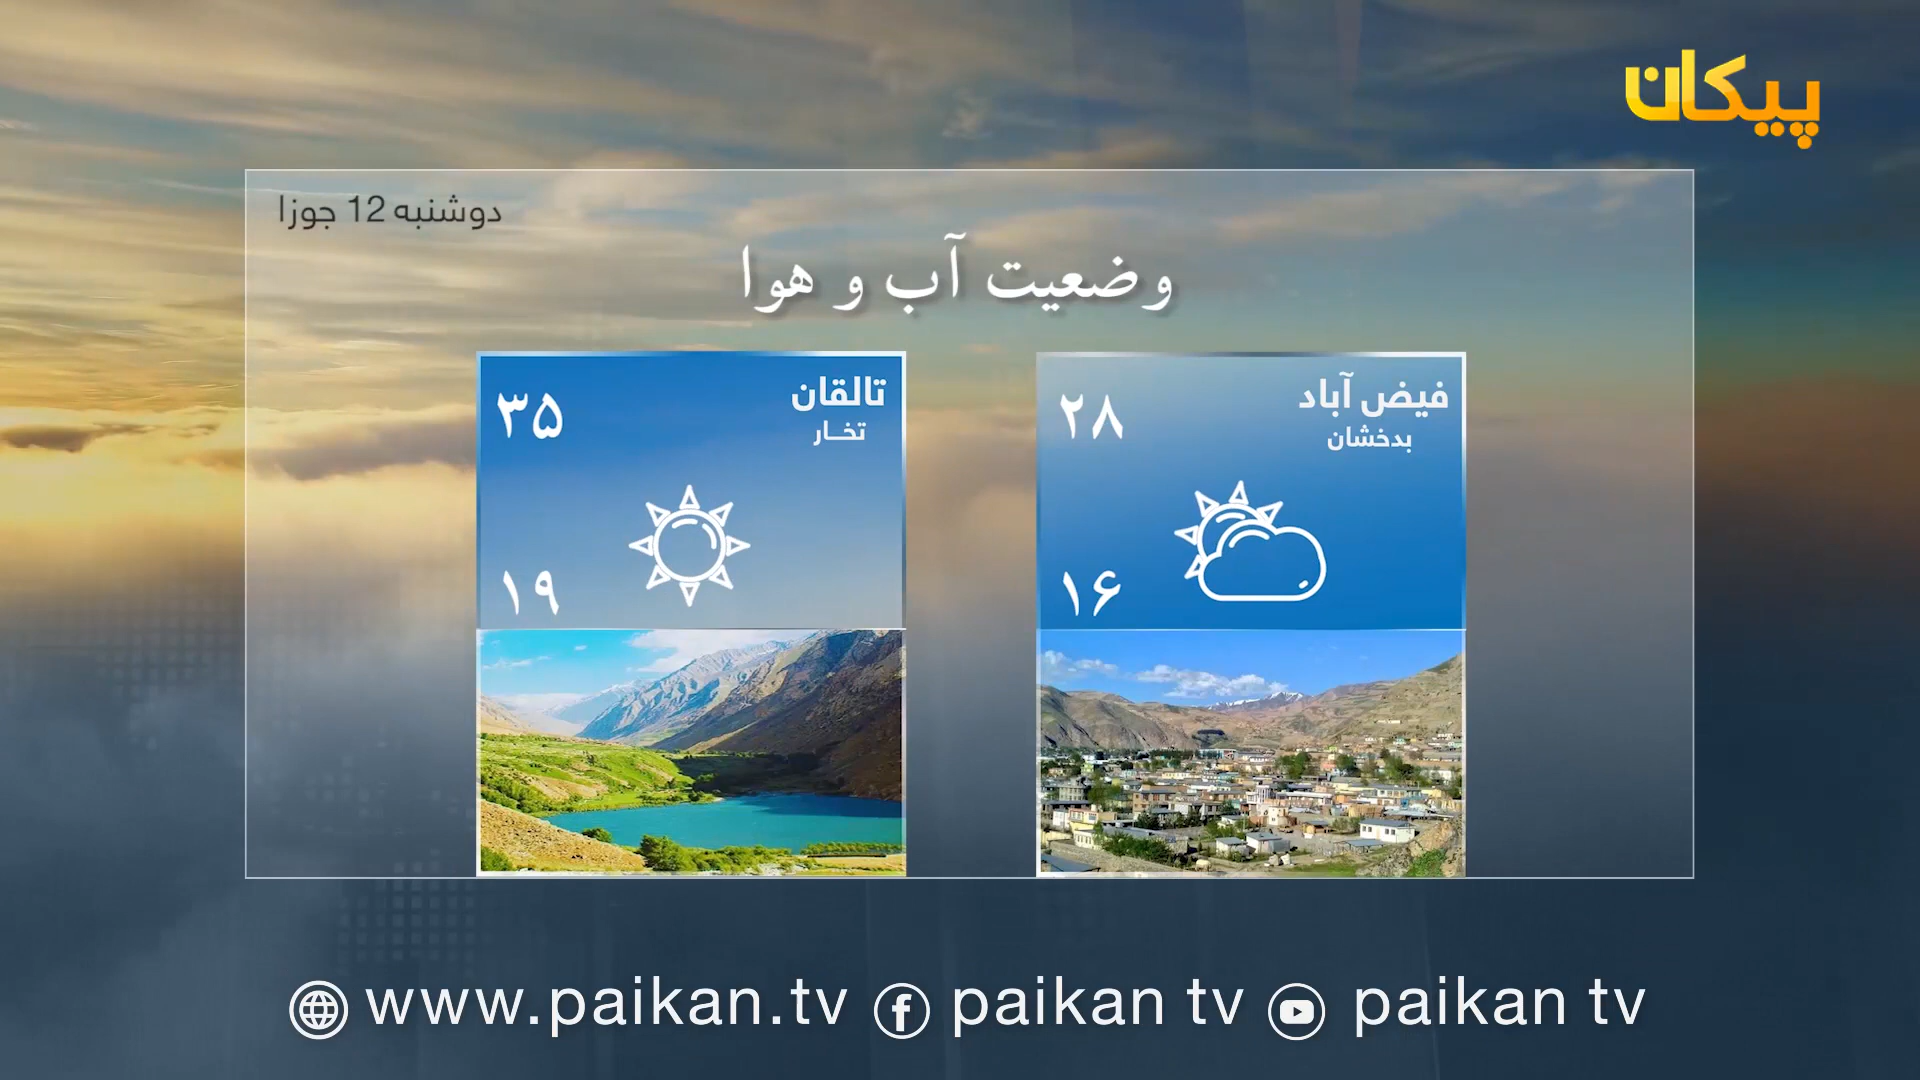 پیکان
دوشنبه 12 جوزا
وضعیت آب و هوا
فیض آباد
بدخشان
۲۸
۱۶
تالقان
تخـار
۳۵
۱۹
www.paikan.tv paikan tv paikan tv